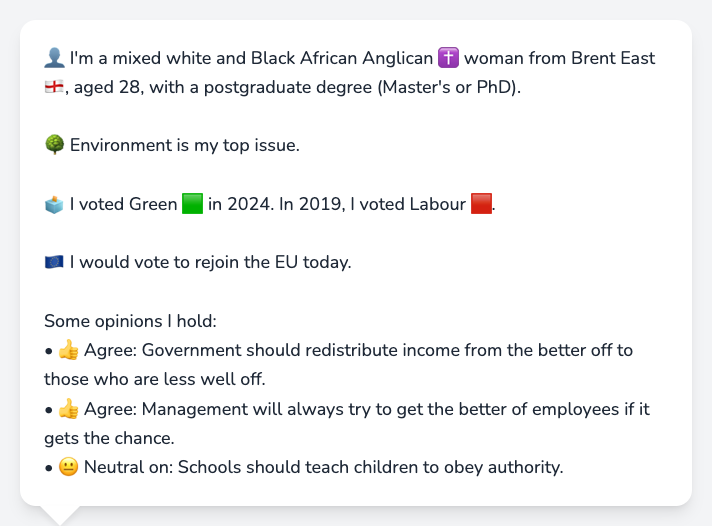 👤 I'm a mixed white and Black African Anglican ✝️ woman from Brent East
🏴󠁧󠁢󠁥󠁮󠁧󠁿, aged 28, with a postgraduate degree (Master's or PhD).
🌳 Environment is my top issue.
🗳️ I voted Green 🟩 in 2024. In 2019, I voted Labour 🟥.
🇪🇺 I would vote to rejoin the EU today.
Some opinions I hold:
• 👍 Agree: Government should redistribute income from the better off to
those who are less well off.
• 👍 Agree: Management will always try to get the better of employees if it
gets the chance.
• 😐 Neutral on: Schools should teach children to obey authority.